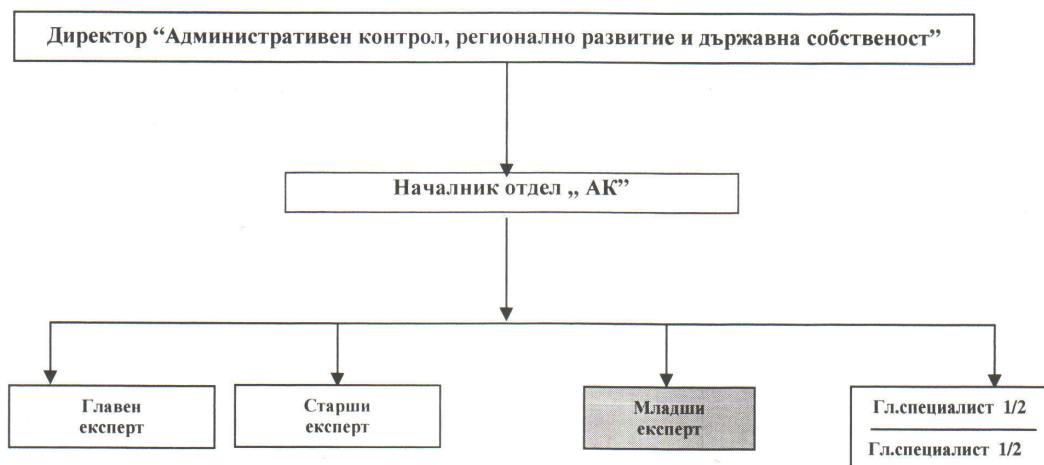 Директор “Административен контрол, регионално развитие и държавна собственост”
Началник отдел „ АК”
Главен
експерт
Старши
експерт
Младши
експерт
Гл.специалист 1/2
Гл.специалист 1/2